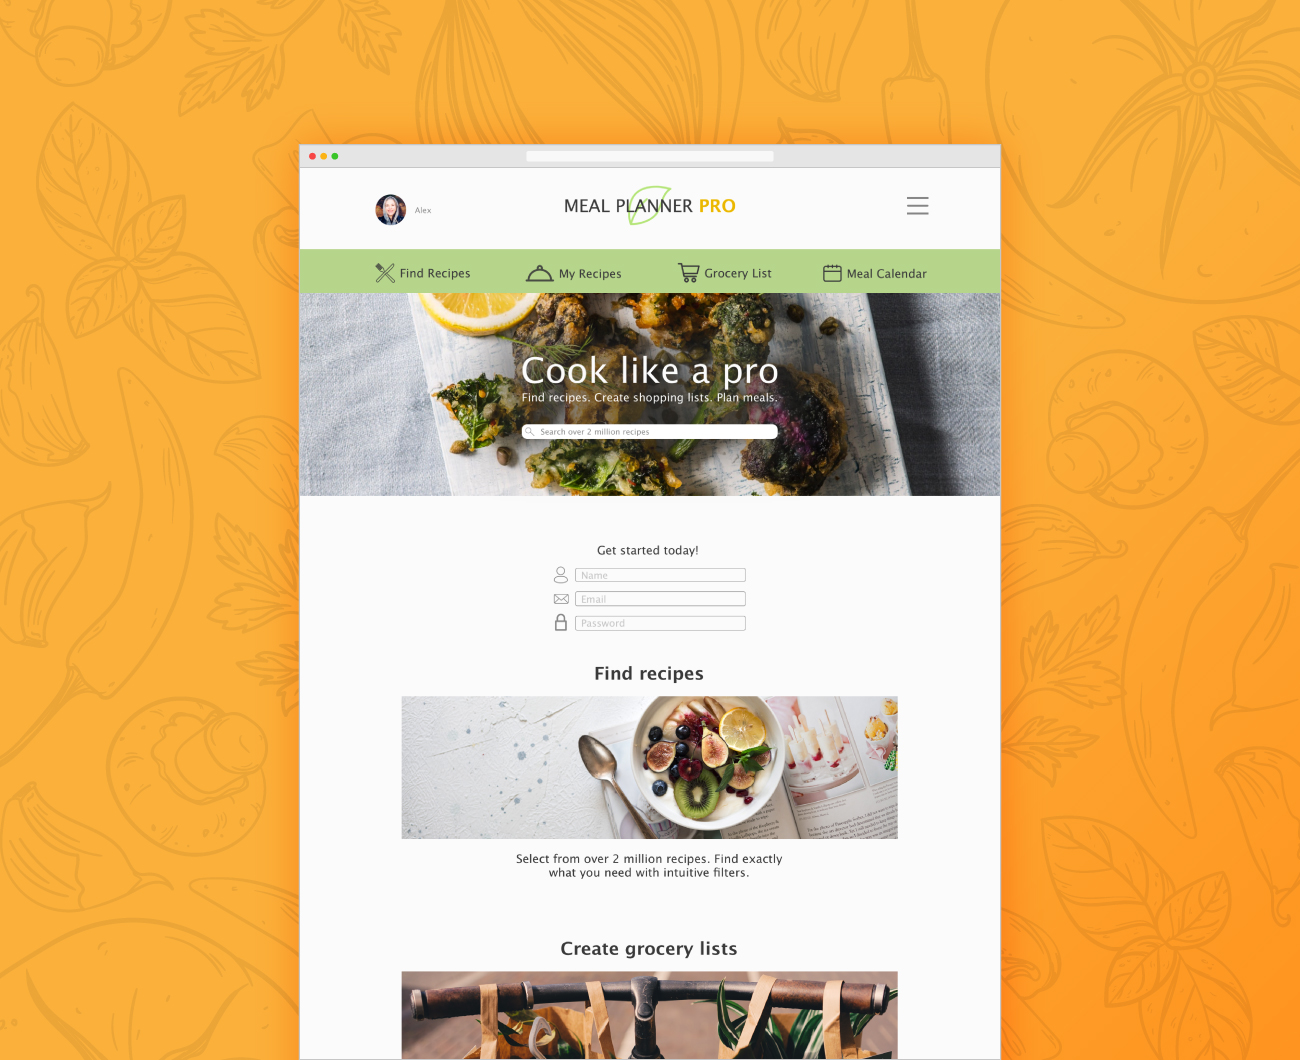 Alex
MEAL PLANNER PRO
Find Recipes
My Recipes
Grocery List
Meal Calendar
Cook like a pro
Find recipes. Create shopping lists. Plan meals.
Search over 2 million recipes
Get started today!
Name
Email
Password
Find recipes
Select from over 2 million recipes. Find exactly
what you need with intuitive filters.
Create grocery lists